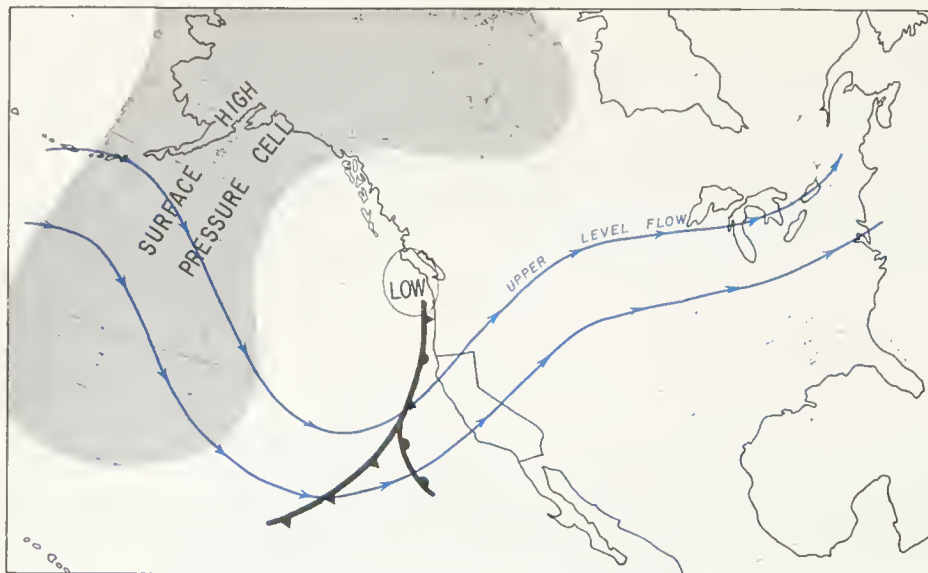 HIGH
SURFACE
PRESSURE CELL
LOW
UPPER LEVEL FLOW